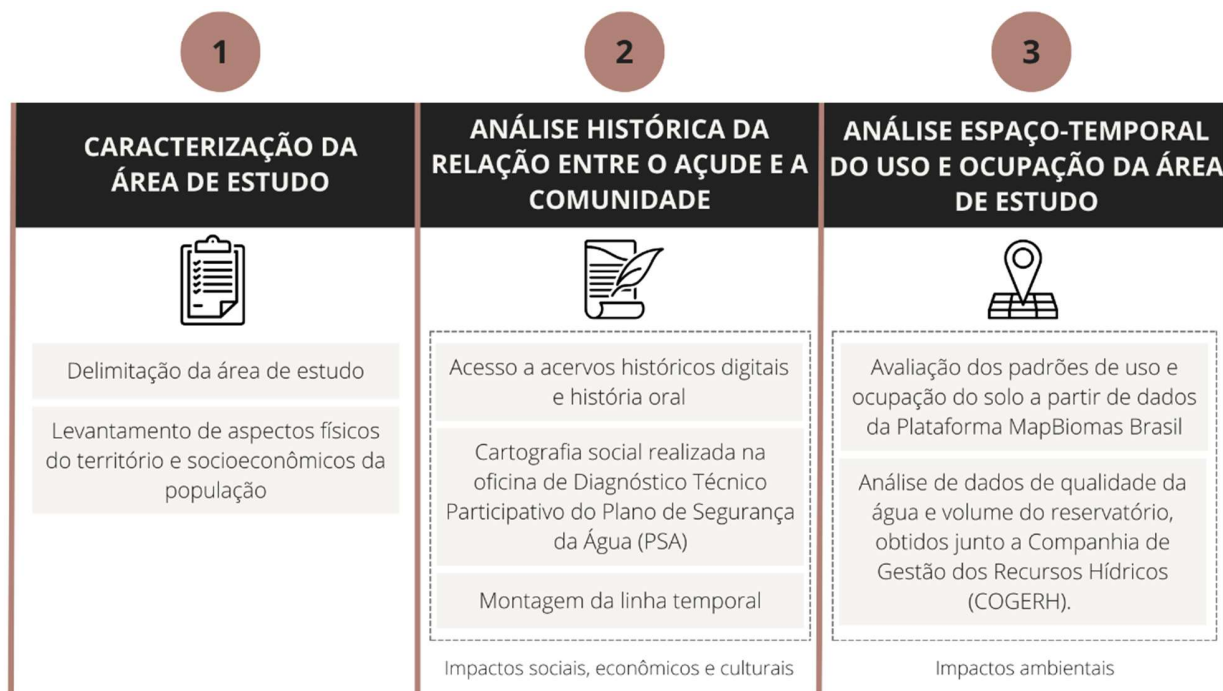 1
CARACTERIZAÇÃO DA
ÁREA DE ESTUDO
Delimitação da área de estudo
Levantamento de aspectos físicos
do território e socioeconômicos da
população
2
ANÁLISE HISTÓRICA DA
RELAÇÃO ENTRE O AÇUDE E A
COMUNIDADE
Acesso a acervos históricos digitais
e história oral
Cartografia social realizada na
oficina de Diagnóstico Técnico
Participativo do Plano de Segurança
da Água (PSA)
Montagem da linha temporal
Impactos sociais, econômicos e culturais
3
ANÁLISE ESPAÇO-TEMPORAL
DO USO E OCUPAÇÃO DA ÁREA
DE ESTUDO
Avaliação dos padrões de uso e
ocupação do solo a partir de dados
da Plataforma MapBiomas Brasil
Análise de dados de qualidade da
água e volume do reservatório,
obtidos junto a Companhia de
Gestão dos Recursos Hídricos
(COGERH).
Impactos ambientais